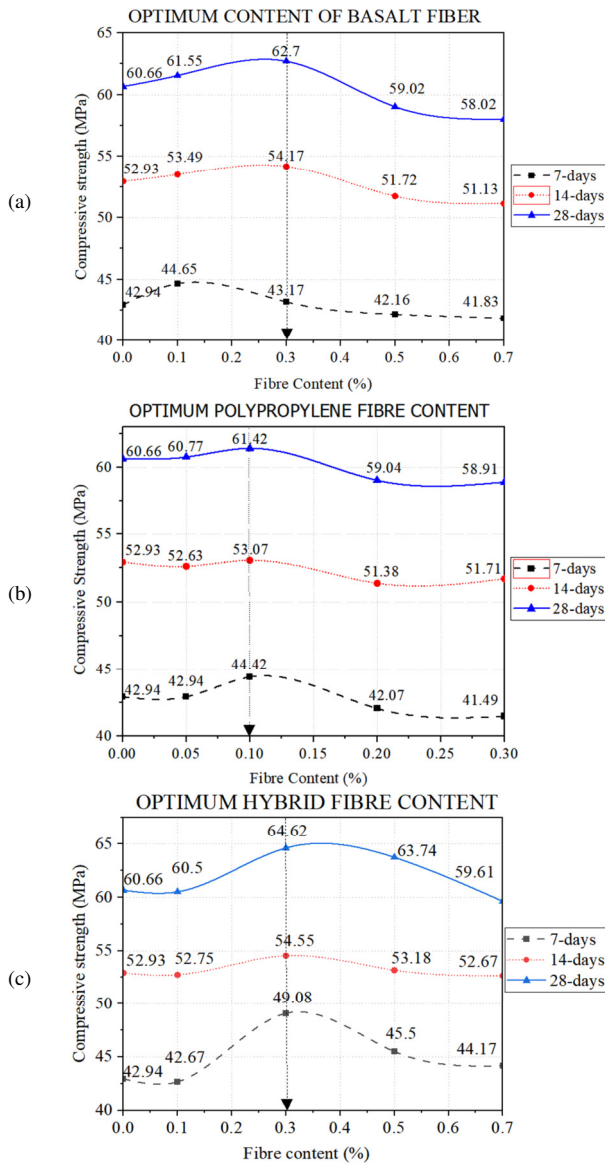 OPTIMUM CONTENT OF BASALT FIBER
65
60
55
50
45
40
Compressive strength (MPa)
60.66 61.55 62.7 59.02 58.02
52.93 53.49 54.17 51.72 51.13
42.94 44.65 43.17 42.16 41.83
0.0 0.1 0.2 0.3 0.4 0.5 0.6 0.7
Fibre Content (%)
7-days
14-days
28-days
(a)
OPTIMUM POLYPROPYLENE FIBRE CONTENT
60
55
50
45
40
Compressive Strength (MPa)
60.66 60.77 61.42 59.04 58.91
52.93 52.63 53.07 51.38 51.71
42.94 42.94 44.42 42.07 41.49
0.00 0.05 0.10 0.15 0.20 0.25 0.30
Fibre Content (%)
7-days
14-days
28-days
(b)
OPTIMUM HYBRID FIBRE CONTENT
65
60
55
50
45
40
Compressive strength (MPa)
60.66 60.5 64.62 63.74 59.61
52.93 52.75 54.55 53.18 52.67
42.94 42.67 49.08 45.5 44.17
0.0 0.1 0.2 0.3 0.4 0.5 0.6 0.7
Fibre content (%)
7-days
14-days
28-days
(c)